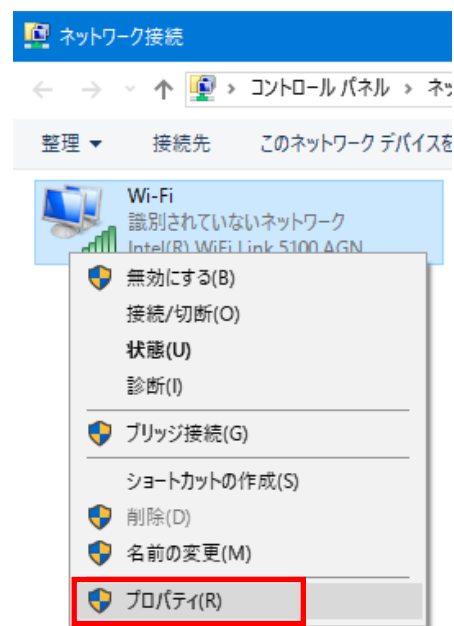 ネットワーク接続
コントロール パネル › ネッ
整理 接続先 このネットワーク デバイスを
Wi-Fi
識別されていないネットワーク
Intel(R) WiFi Link 5100 AGN
無効にする(B)
接続/切断(O)
状態(U)
診断(I)
ブリッジ接続(G)
ショートカットの作成(S)
削除(D)
名前の変更(M)
プロパティ(R)